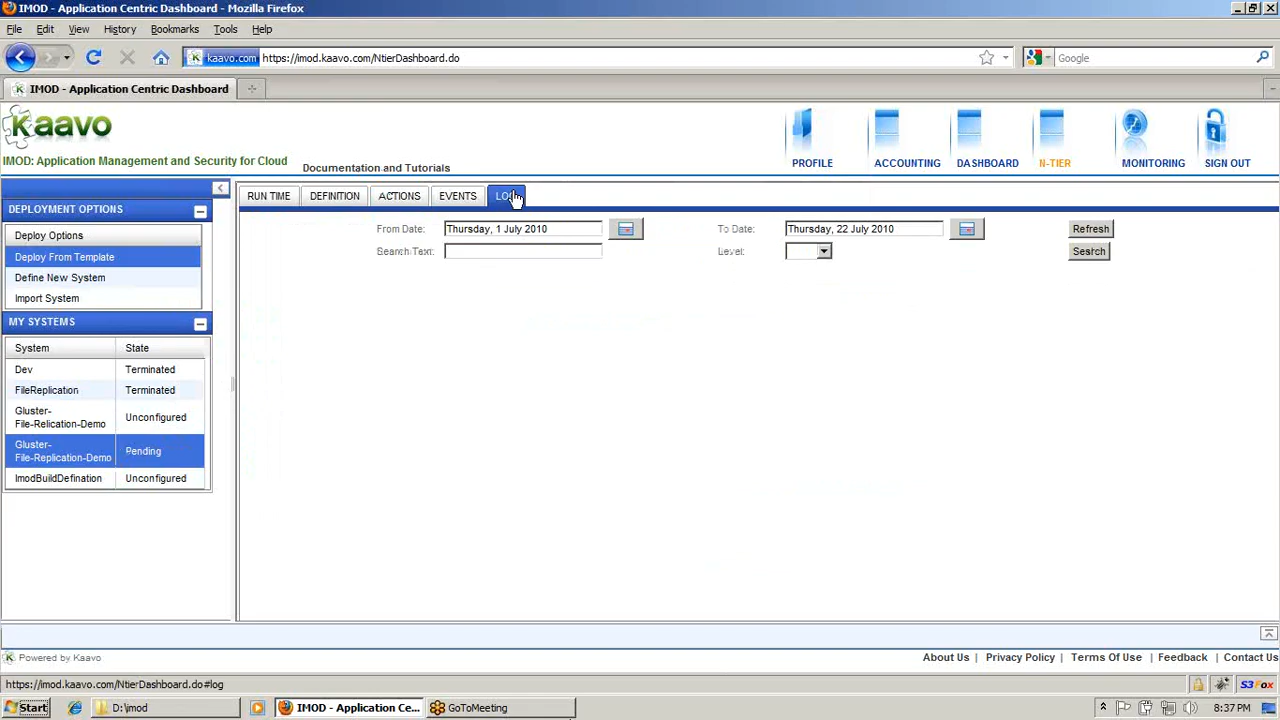 IMOD - Application Centric Dashboard - Mozilla Firefox
File Edit View History Bookmarks Tools Help
kaavo.com https://imod.kaavo.com/NtierDashboard.do Google
IMOD - Application Centric Dashboard
kaavo
IMOD: Application Management and Security for Cloud
Documentation and Tutorials
PROFILE ACCOUNTING DASHBOARD N-TIER MONITORING SIGN OUT
DEPLOYMENT OPTIONS
Deploy Options
Deploy From Template
Define New System
Import System
MY SYSTEMS
System State
Dev Terminated
FileReplication Terminated
Gluster-
File-Relication-Demo Unconfigured
Gluster-
File-Replication-Demo Pending
ImodBuildDefination Unconfigured
RUN TIME DEFINITION ACTIONS EVENTS
From Date: Thursday, 1 July 2010 To Date: Thursday, 22 July 2010 Refresh
Search Text: Level: Search
Powered by Kaavo
About Us | Privacy Policy | Terms Of Use | Feedback | Contact Us
https://imod.kaavo.com/NtierDashboard.do#log
S3Fox
Start D:\imod IMOD - Application Ce... GoToMeeting 8:37 PM